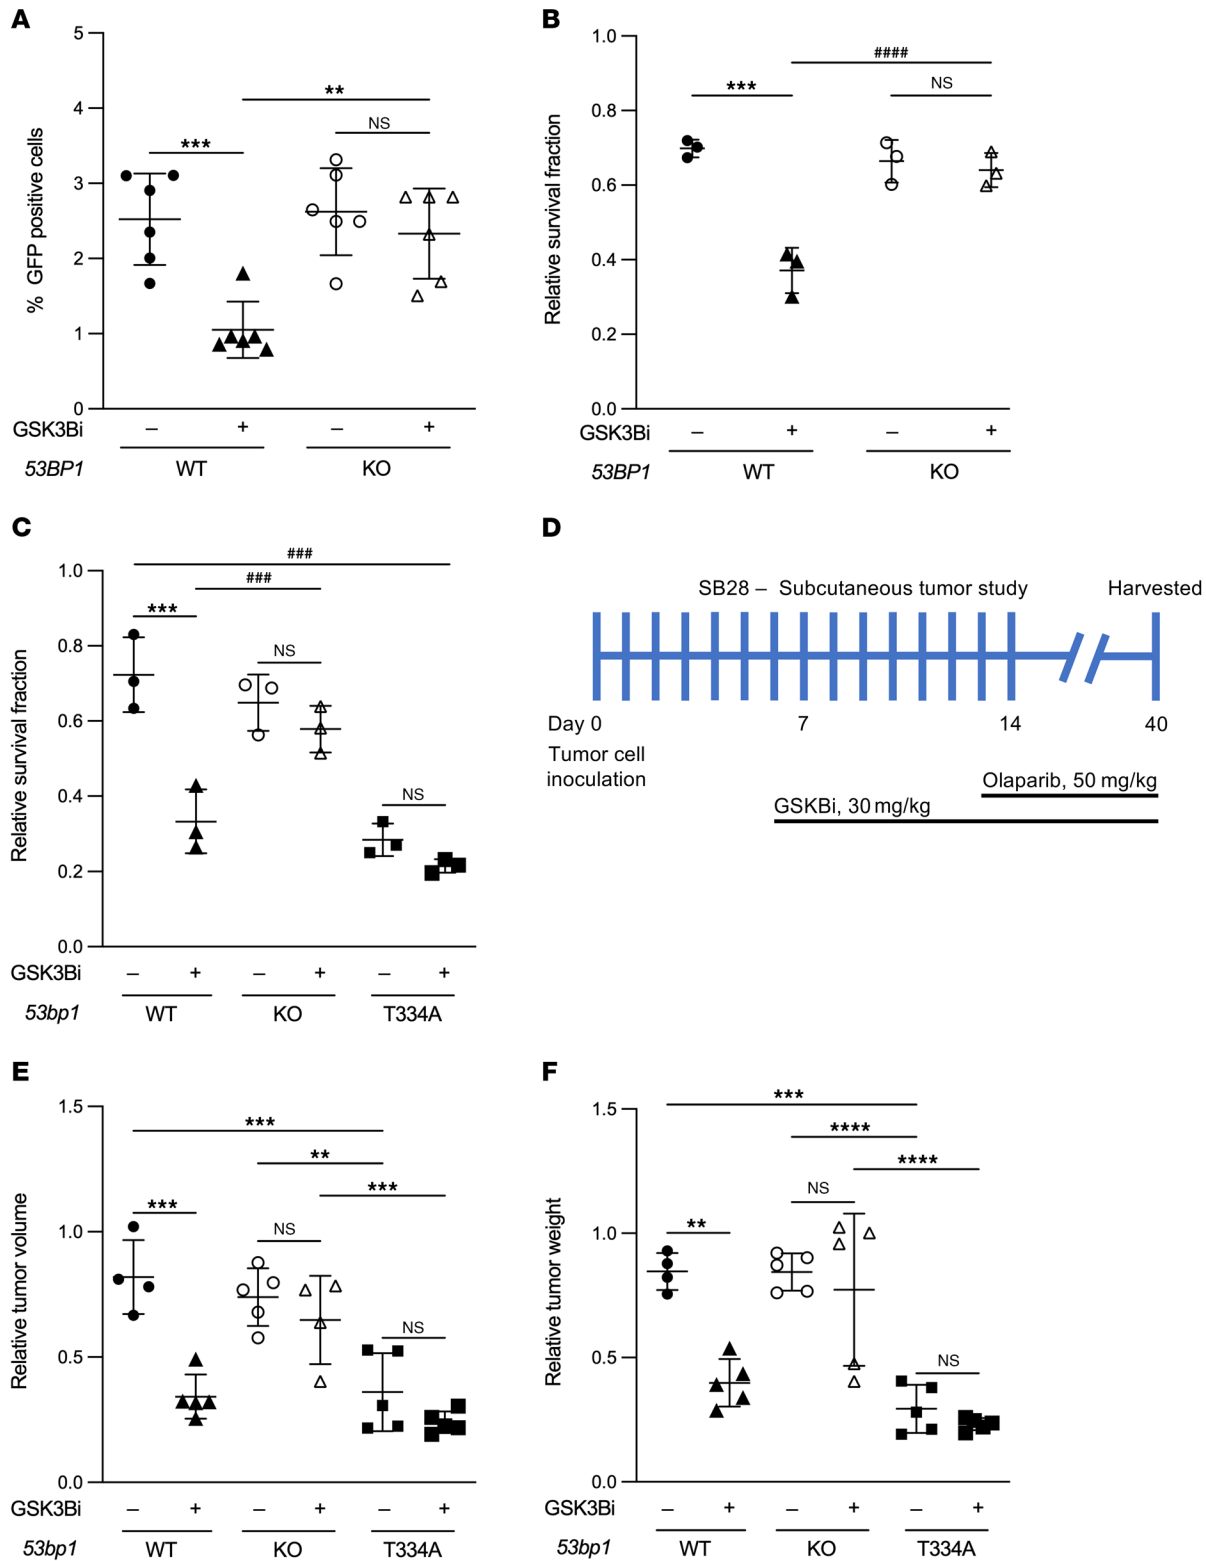 A
5
4
3
2
1
0
% GFP positive cells
***
**
NS
GSK3Bi – + – +
53BP1 WT KO
B
1.0
0.8
0.6
0.4
0.2
0.0
Relative survival fraction
####
***
NS
GSK3Bi – + – +
53BP1 WT KO
C
1.0
0.8
0.6
0.4
0.2
0.0
Relative survival fraction
###
###
***
NS
NS
GSK3Bi – + – + – +
53bp1 WT KO T334A
D
SB28 – Subcutaneous tumor study Harvested
Day 0 7 14 40
Tumor cell
inoculation
Olaparib, 50 mg/kg
GSKBi, 30 mg/kg
E
1.5
1.0
0.5
0.0
Relative tumor volume
***
**
***
***
NS
NS
GSK3Bi – + – + – +
53bp1 WT KO T334A
F
1.5
1.0
0.5
0.0
Relative tumor weight
***
****
****
NS
**
NS
GSK3Bi – + – + – +
53bp1 WT KO T334A